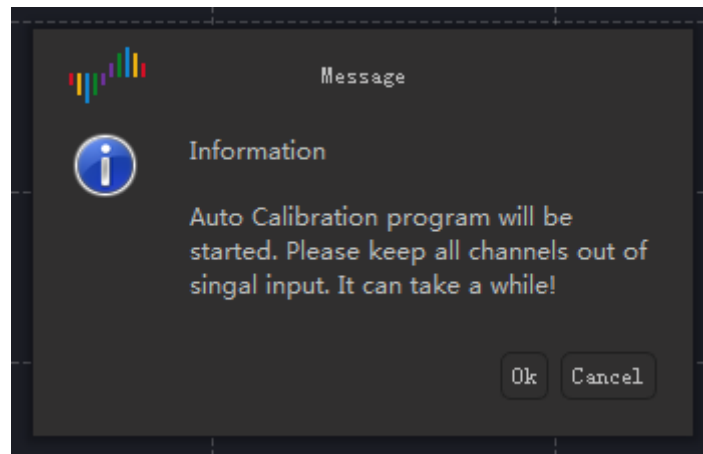 Message
Information
Auto Calibration program will be
started. Please keep all channels out of
singal input. It can take a while!
Ok Cancel